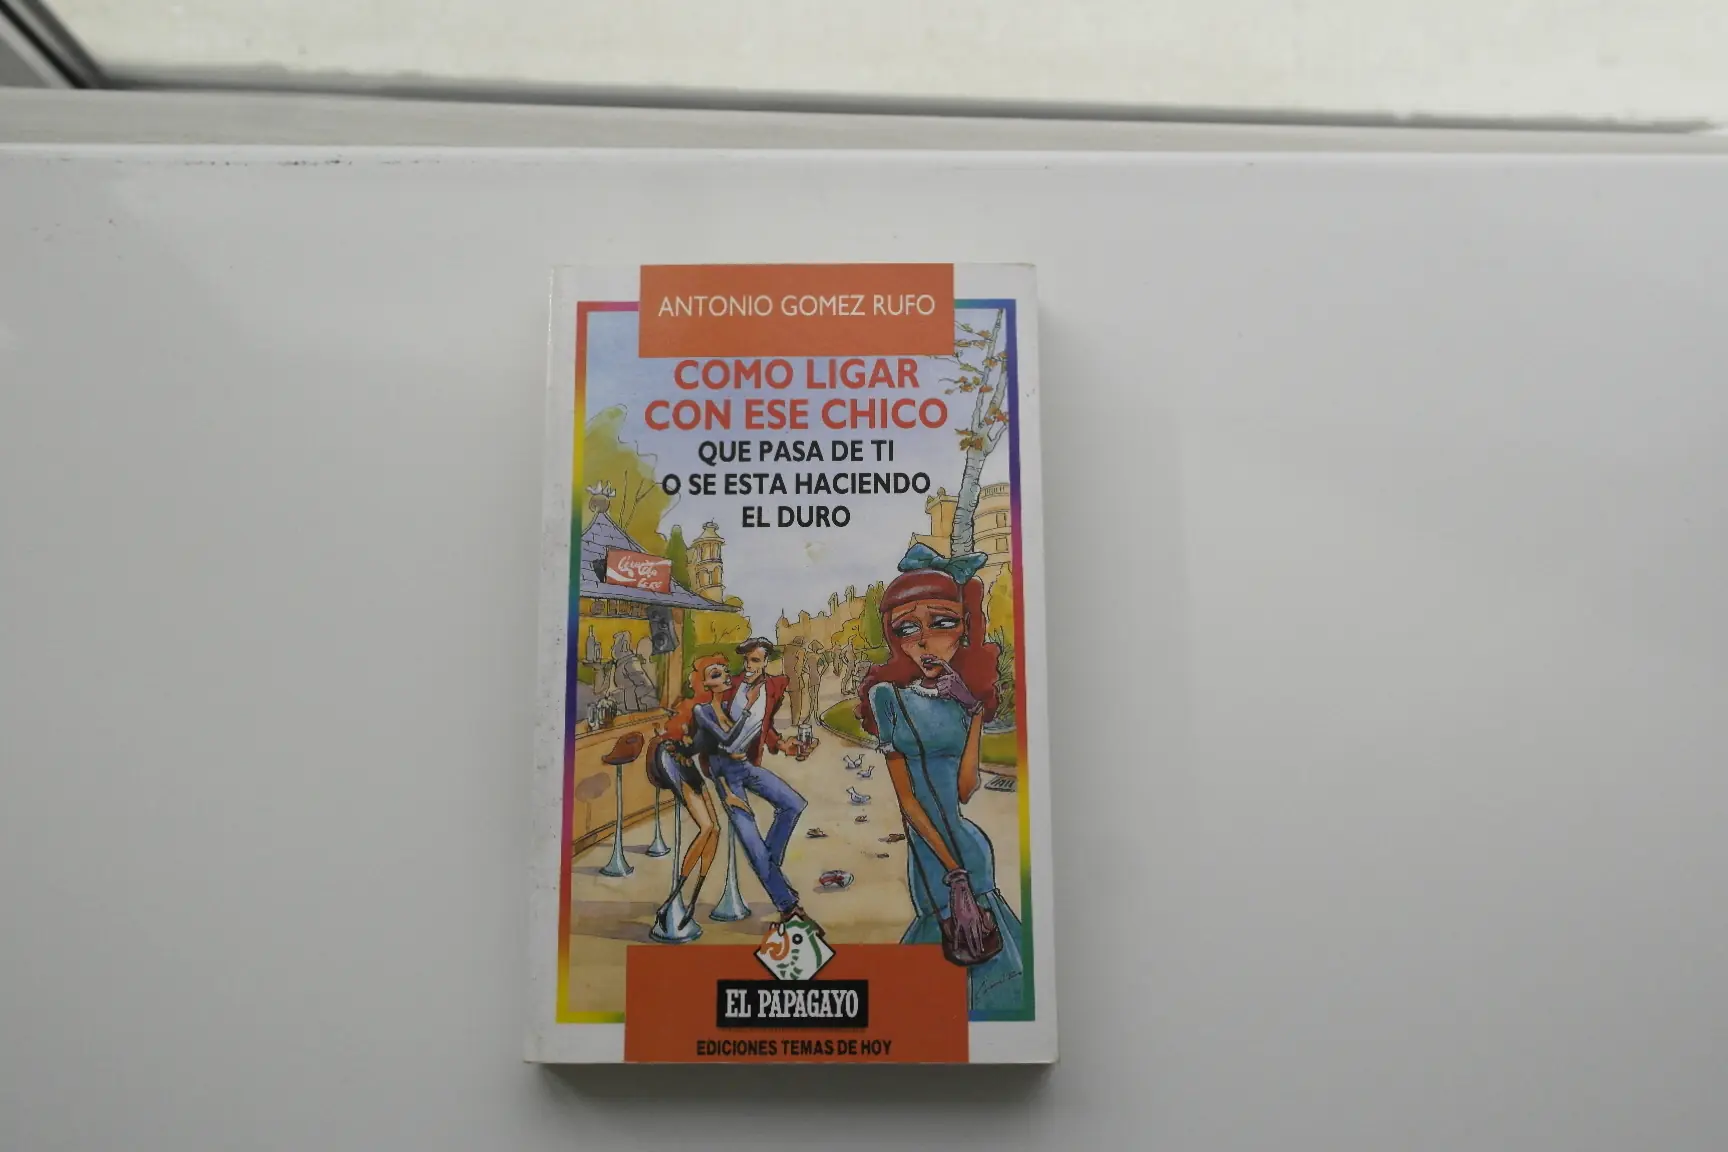 ANTONIO GOMEZ RUFO
COMO LIGAR
CON ESE CHICO
QUE PASA DE TI
O SE ESTA HACIENDO
EL DURO
EL PAPAGAYO
EDICIONES TEMAS DE HOY